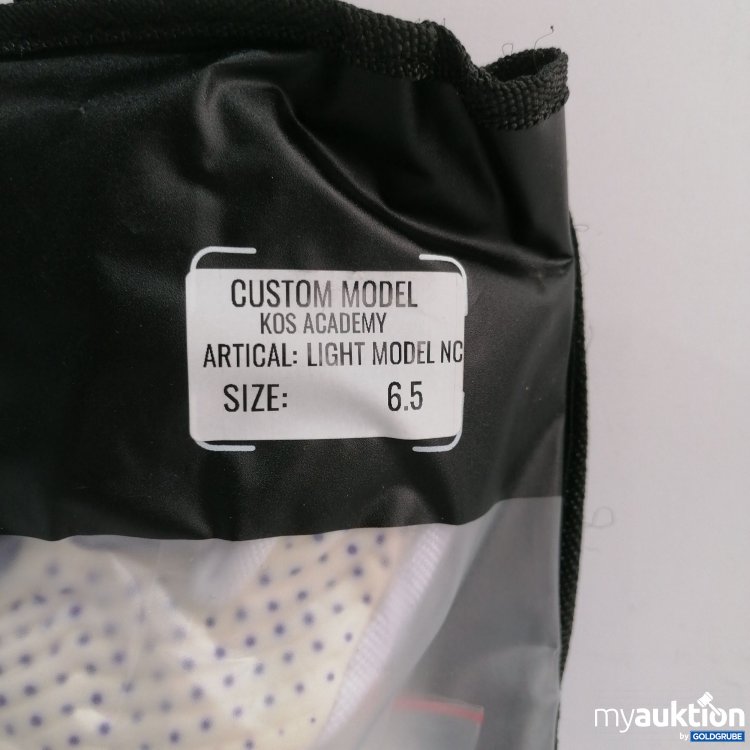 CUSTOM MODEL
KOS ACADEMY
ARTICAL: LIGHT MODEL NC
SIZE: 6.5
myauktion
by GOLDGRUBE